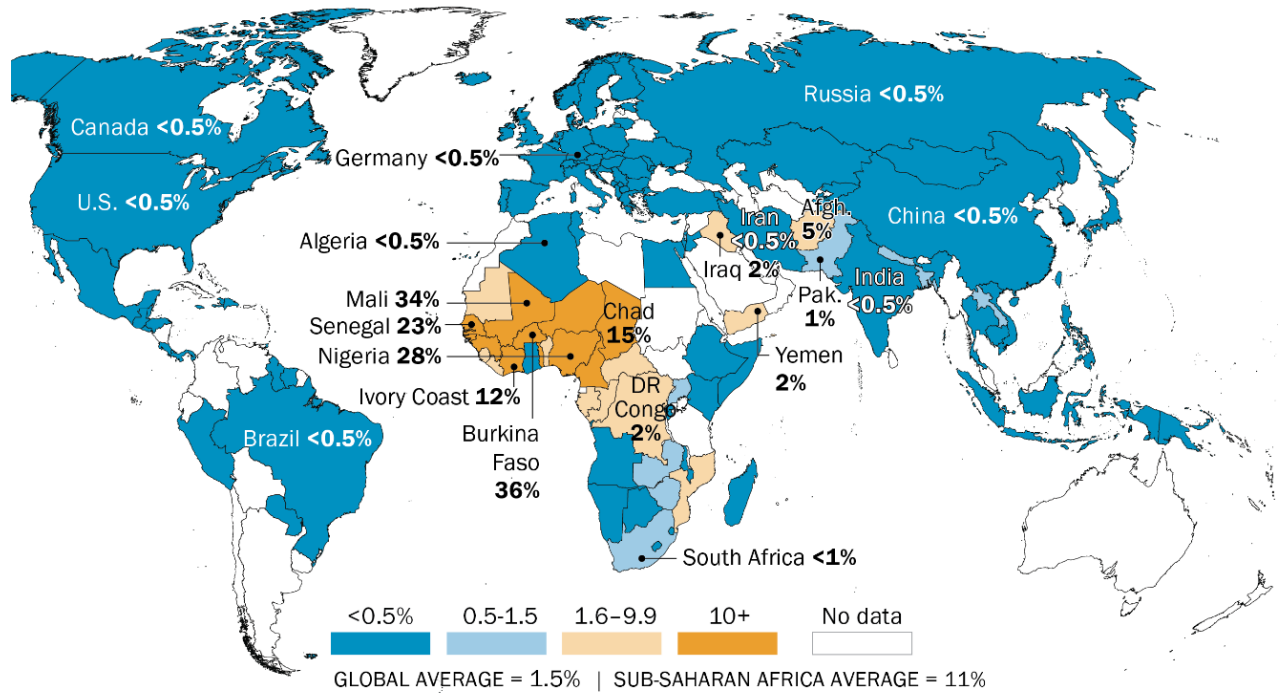 Russia <0.5%
Canada <0.5%
Germany <0.5%
U.S. <0.5%
China <0.5%
Iran
<0.5%
Afgh.
5%
Algeria <0.5%
Iraq 2%
India
<0.5%
Pak.
1%
Mali 34%
Chad
15%
Senegal 23%
Nigeria 28%
Yemen
2%
Ivory Coast 12%
DR
Congo
2%
Brazil <0.5%
Burkina
Faso
36%
South Africa <1%
<0.5%
0.5-1.5
1.6–9.9
10+
No data
GLOBAL AVERAGE = 1.5% | SUB-SAHARAN AFRICA AVERAGE = 11%